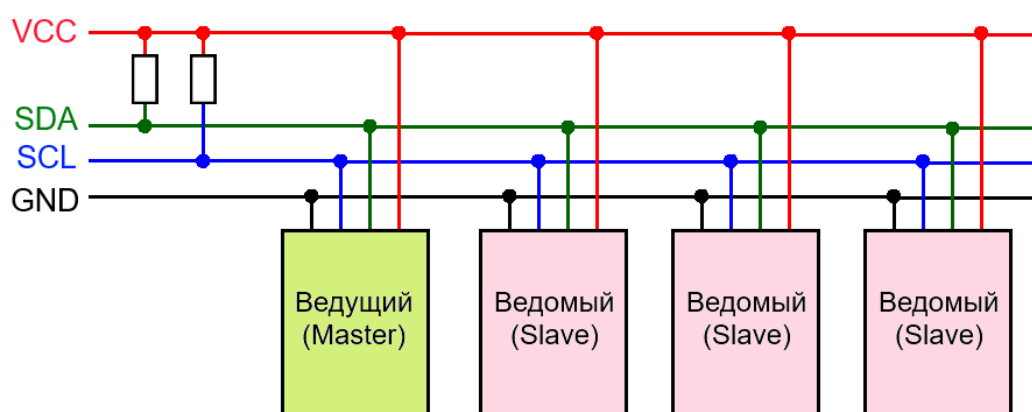 VCC
SDA
SCL
GND
Ведущий
(Master)
Ведомый
(Slave)
Ведомый
(Slave)
Ведомый
(Slave)